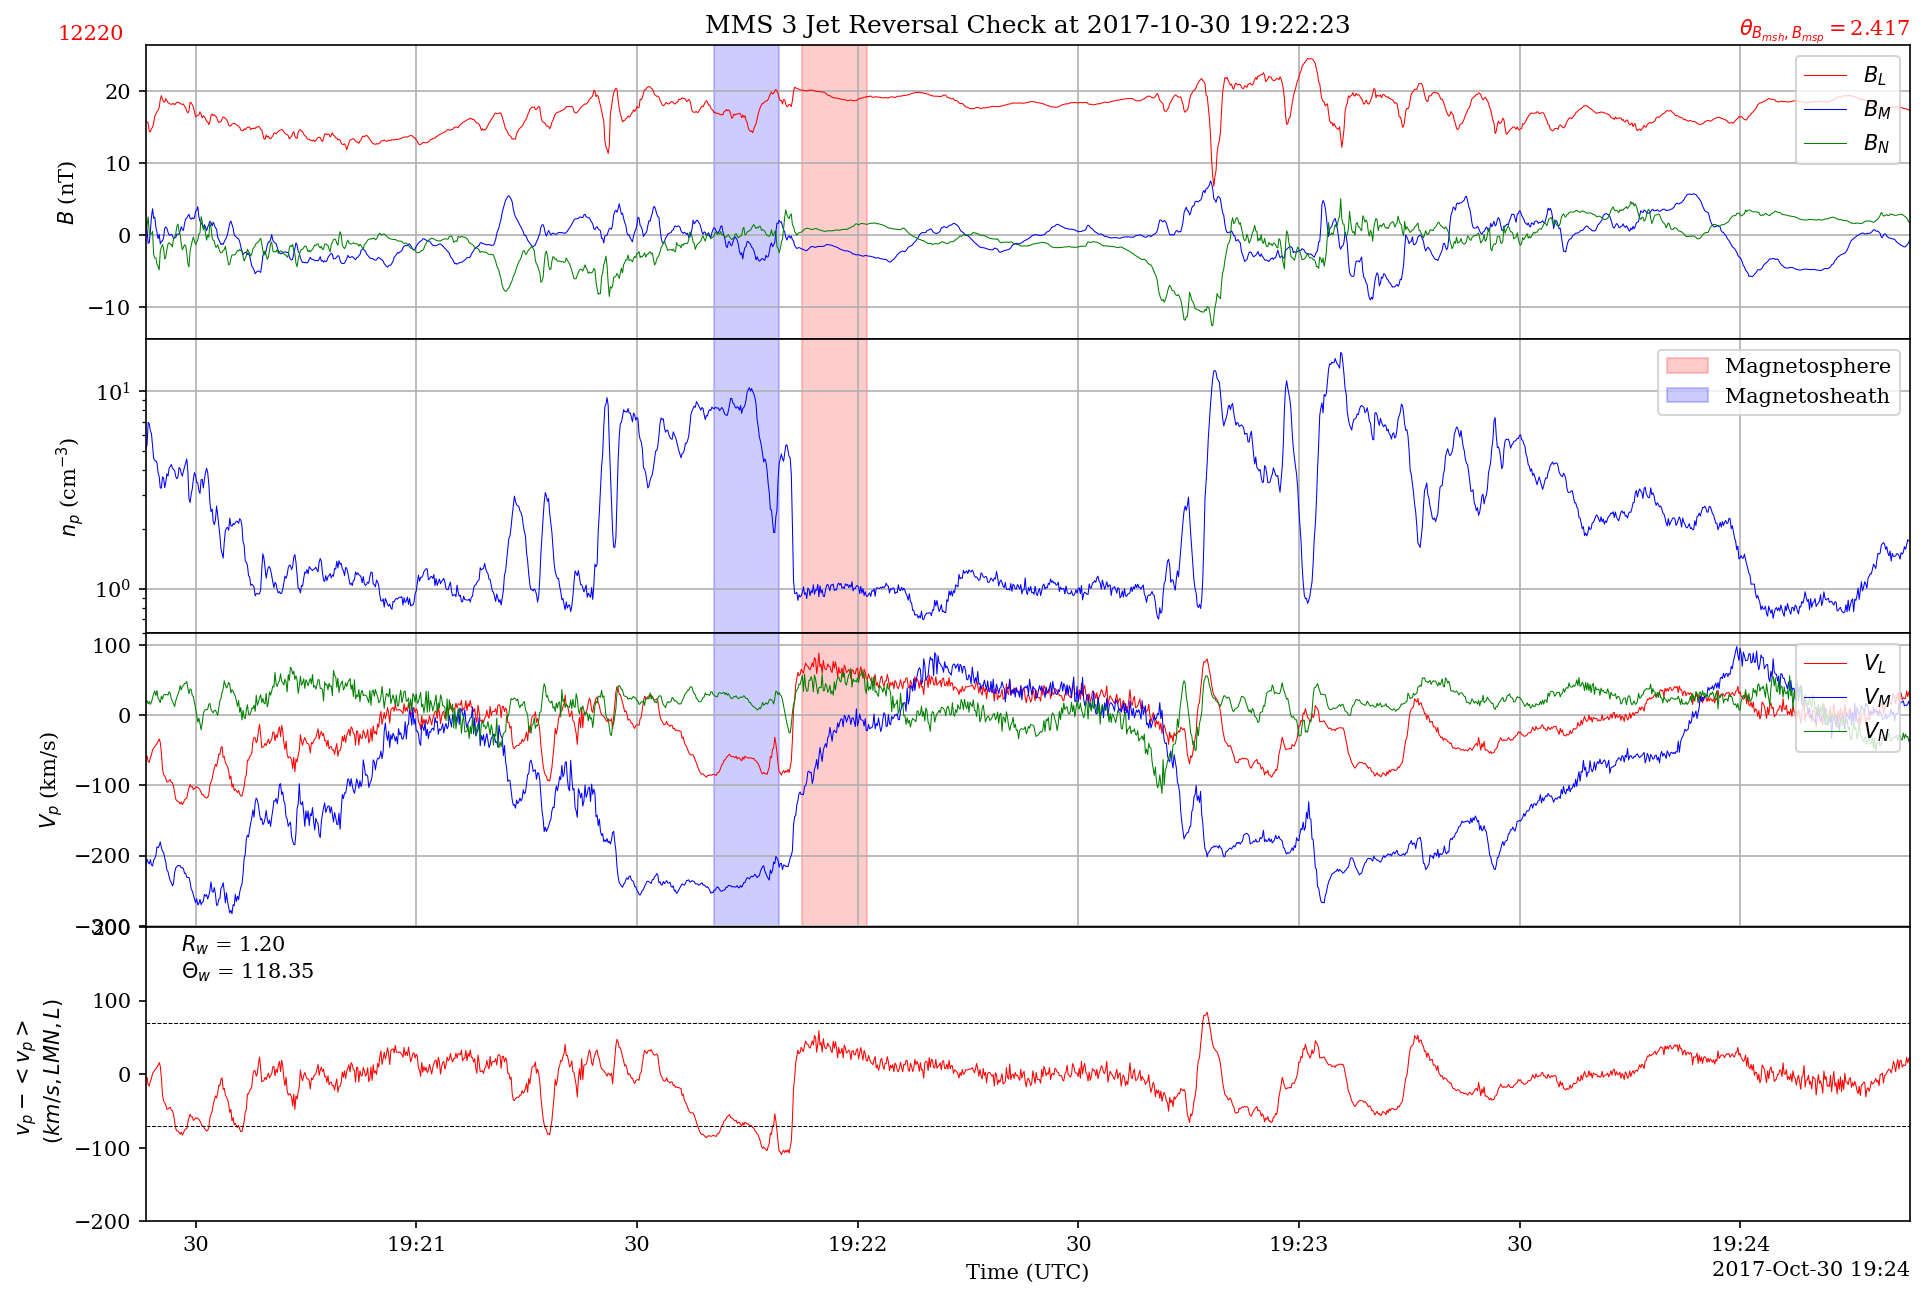 MMS 3 Jet Reversal Check at 2017-10-30 19:22:23
12220
θ_{B_{msh}, B_{msp}} = 2.417
20
10
0
−10
B (nT)
B_L
B_M
B_N
10^1
10^0
n_p (cm^{−3})
Magnetosphere
Magnetosheath
100
0
−100
−200
−300
V_p (km/s)
V_L
V_M
V_N
200
100
0
−100
−200
v_p − < v_p >
(km/s, LMN, L)
R_w = 1.20
Θ_w = 118.35
30 19:21 30 19:22 30 19:23 30 19:24
Time (UTC)
2017-Oct-30 19:24